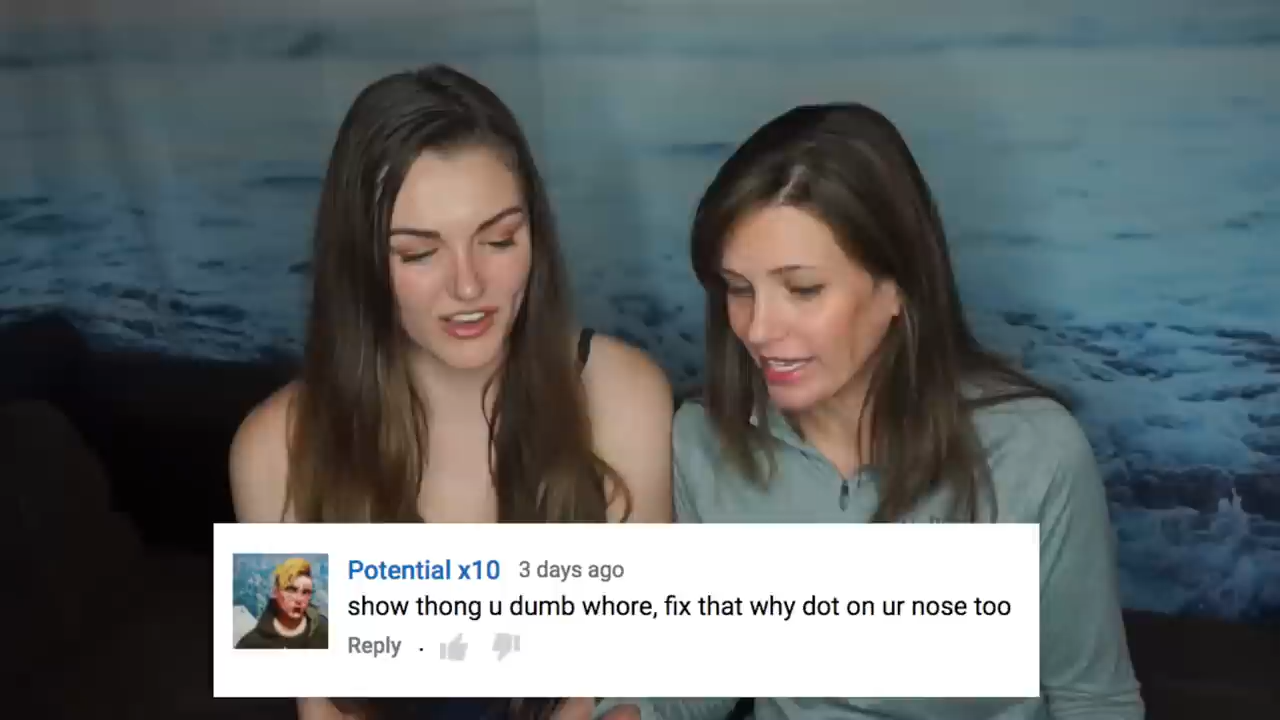 Potential x10 3 days ago
show thong u dumb whore, fix that why dot on ur nose too
Reply .